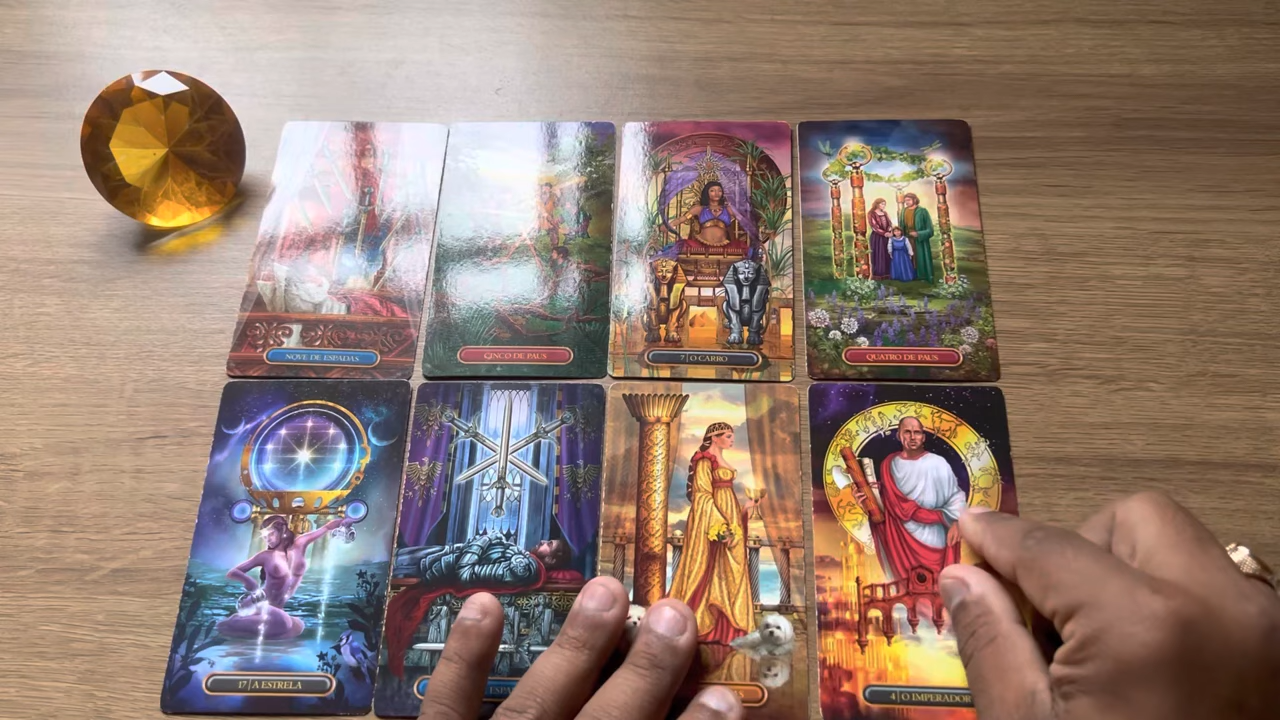 NOVE DE ESPADAS
CINCO DE PAUS
7 | O CARRO
QUATRO DE PAUS
17 | A ESTRELA
4 | O IMPERADOR